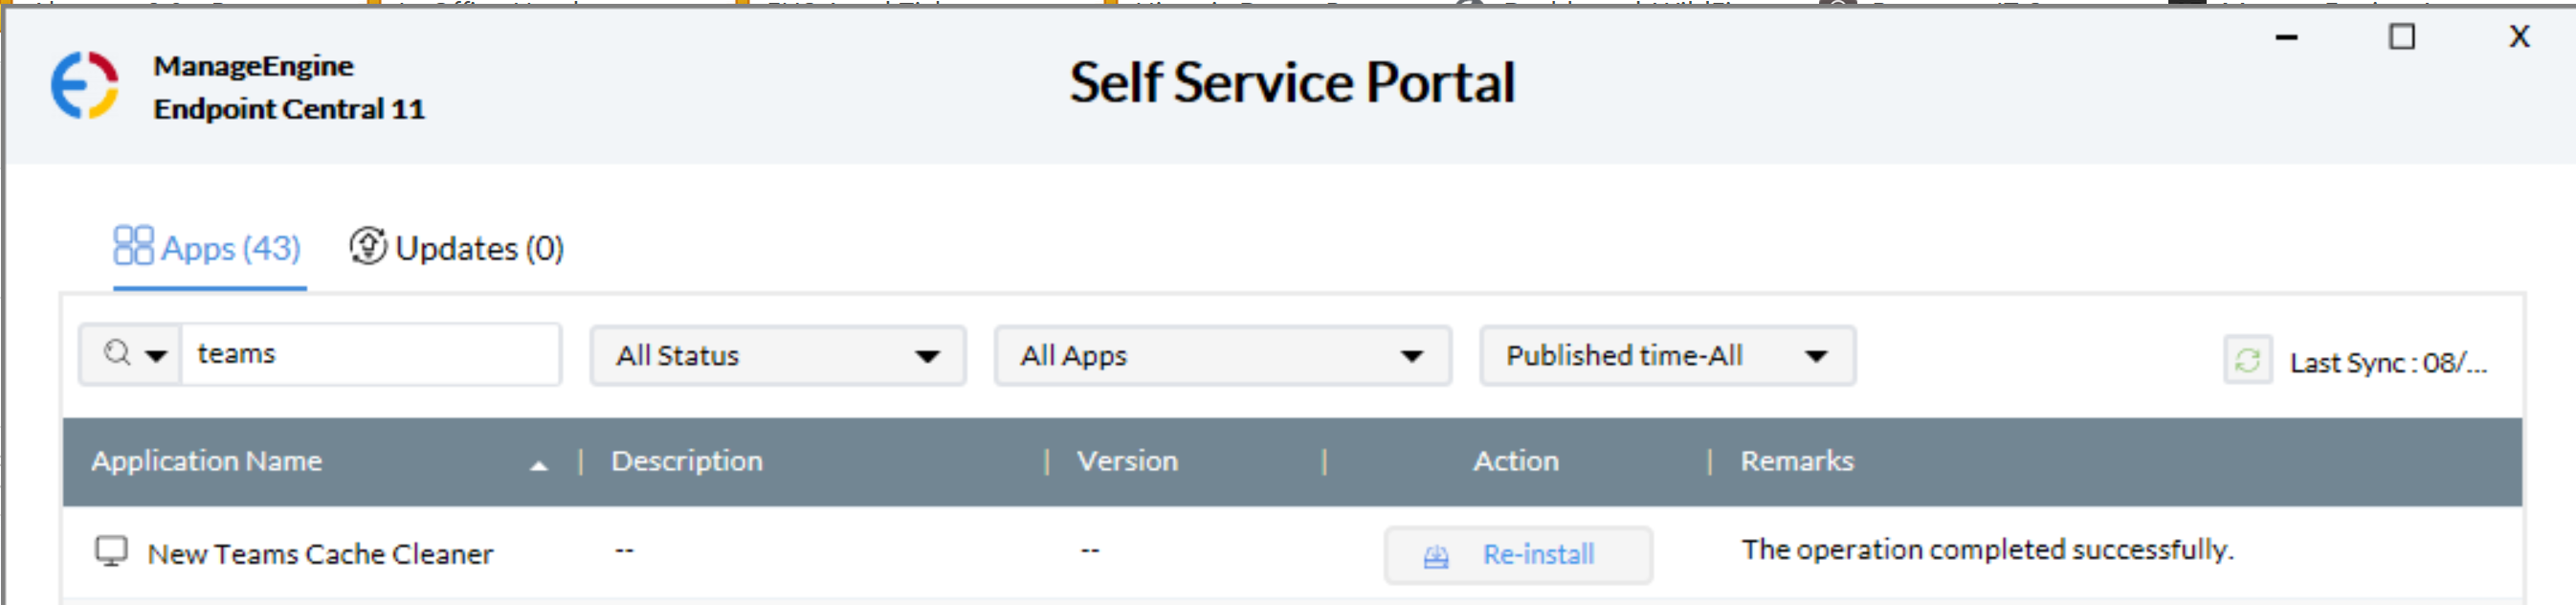 ManageEngine
Endpoint Central 11
Self Service Portal
X
Apps (43)
Updates (0)
teams
All Status
All Apps
Published time-All
Last Sync : 08/...
Application Name | Description | Version | Action | Remarks
New Teams Cache Cleaner -- -- Re-install The operation completed successfully.